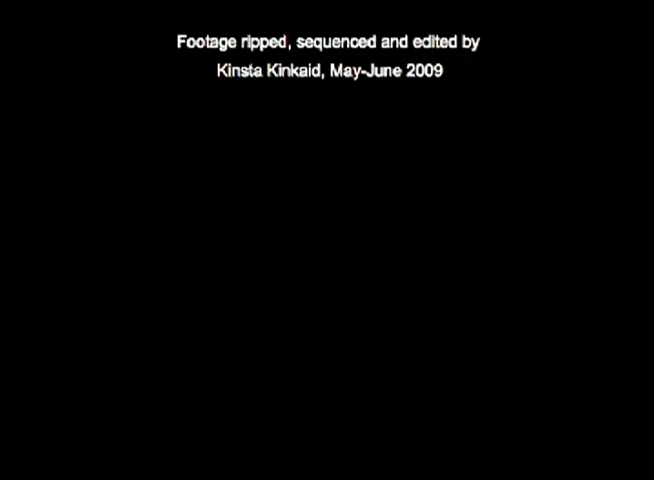 Footage ripped, sequenced and edited by
Kinsta Kinkaid, May-June 2009